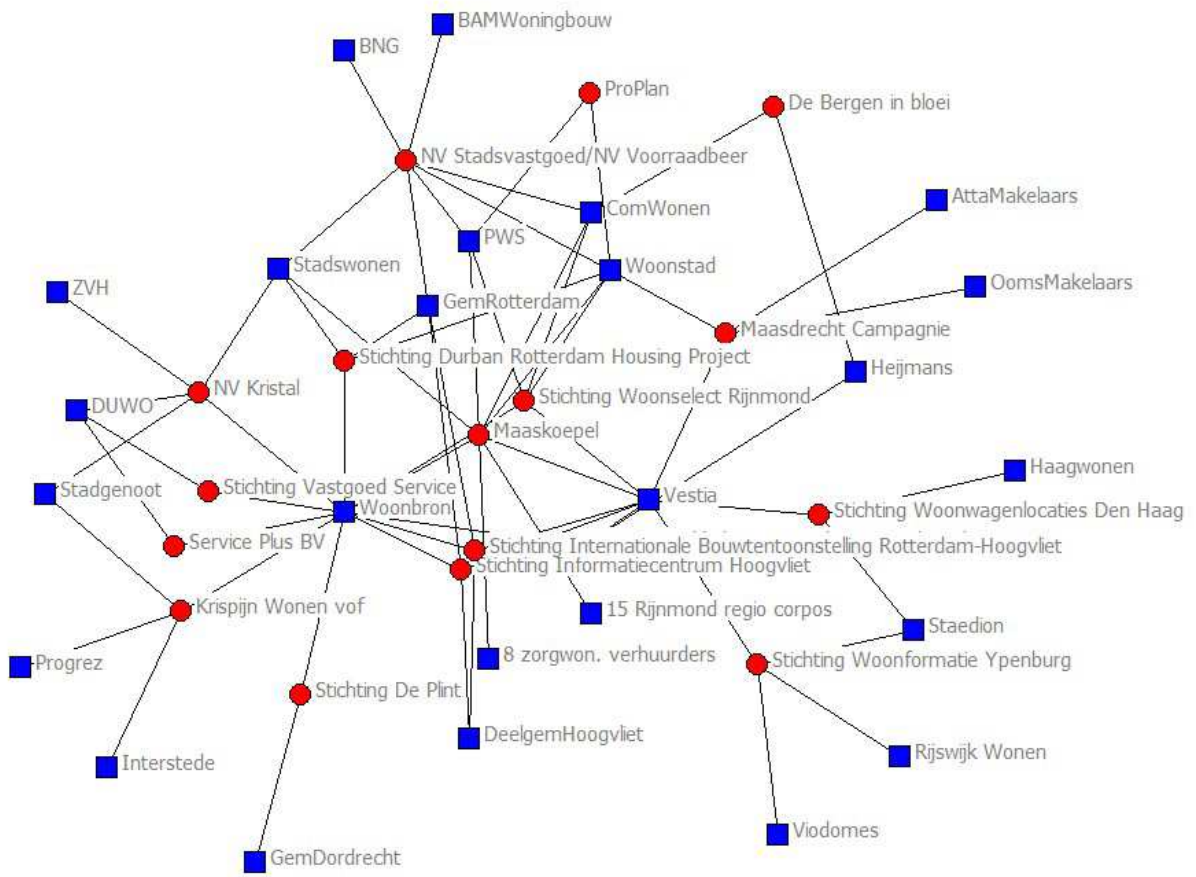 BAMWoningbouw
BNG
ProPlan
De Bergen in bloei
NV Stadsvastgoed/NV Voorraadbeer
AttaMakelaars
ComWonen
PWS
Stadswonen
Woonstad
ZVH
OomsMakelaars
GemRotterdam
Maasdrecht Campagnie
Stichting Durban Rotterdam Housing Project
Heijmans
NV Kristal
Stichting Woonselect Rijnmond
DUWO
Maaskoepel
Haagwonen
Stichting Vastgoed Service
Stadgenoot
Vestia
Woonbron
Stichting Woonwagenlocaties Den Haag
Service Plus BV
Stichting Internationale Bouwtentoonstelling Rotterdam-Hoogvliet
Stichting Informatiecentrum Hoogvliet
Krispijn Wonen vof
15 Rijnmond regio corpos
Staedion
8 zorgwon. verhuurders
Stichting Woonformatie Ypenburg
Progrez
Stichting De Plint
DeelgemHoogvliet
Rijswijk Wonen
Interstede
Viodomes
GemDordrecht